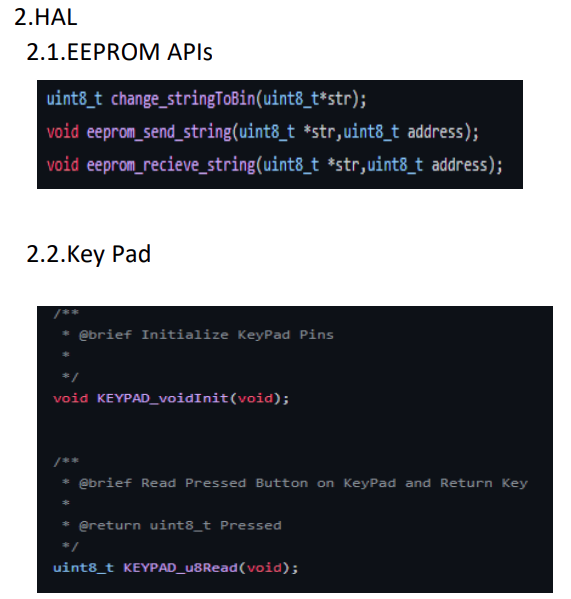 2.HAL
2.1.EEPROM APIs
uint8_t change_stringToBin(uint8_t*str);
void eeprom_send_string(uint8_t *str,uint8_t address);
void eeprom_recieve_string(uint8_t *str,uint8_t address);
2.2.Key Pad
/**
* @brief Initialize KeyPad Pins
*
*/
void KEYPAD_voidInit(void);
/**
* @brief Read Pressed Button on KeyPad and Return Key
*
* @return uint8_t Pressed
*/
uint8_t KEYPAD_u8Read(void);